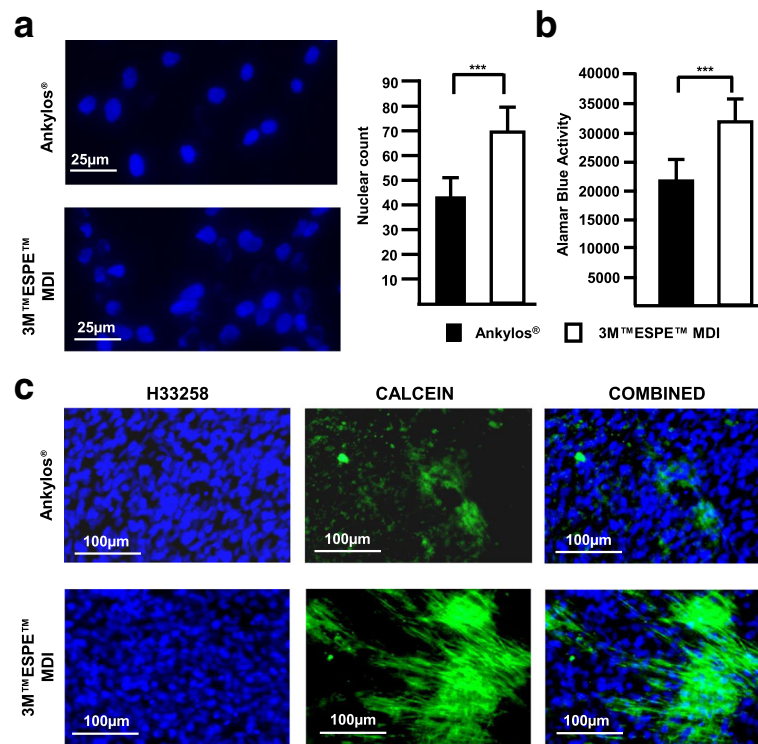 a
Ankylos®
25µm
3M™ESPE™
MDI
25µm
***
Nuclear count
90
80
70
60
50
40
30
20
10
b
***
Alamar Blue Activity
40000
35000
30000
25000
20000
15000
10000
5000
Ankylos®
3M™ESPE™ MDI
c
H33258
CALCEIN
COMBINED
Ankylos®
100µm
100µm
100µm
3M™ESPE™
MDI
100µm
100µm
100µm